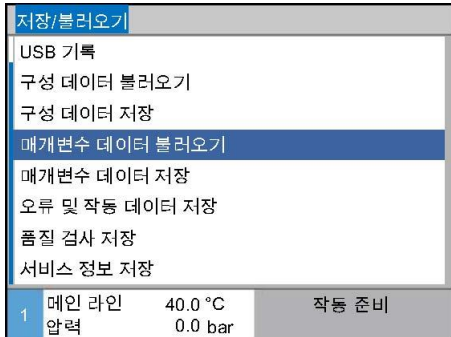 저장/불러오기
USB 기록
구성 데이터 불러오기
구성 데이터 저장
매개변수 데이터 불러오기
매개변수 데이터 저장
오류 및 작동 데이터 저장
품질 검사 저장
서비스 정보 저장
1 메인 라인 40.0 °C 작동 준비
압력 0.0 bar